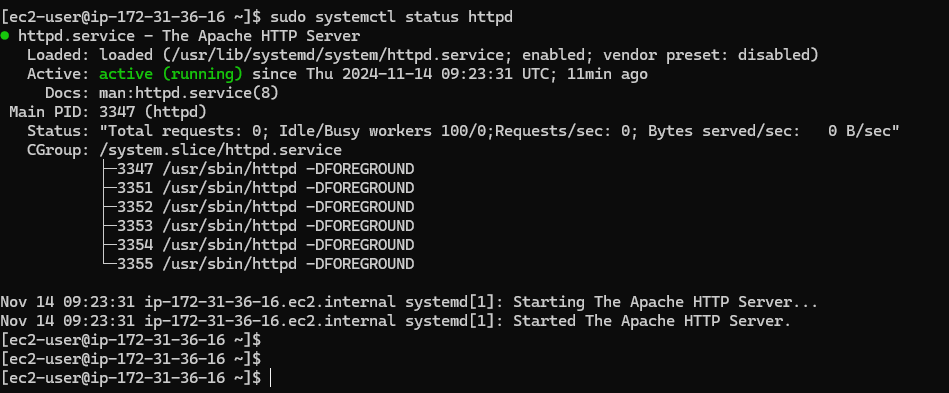 [ec2-user@ip-172-31-36-16 ~]$ sudo systemctl status httpd
● httpd.service - The Apache HTTP Server
   Loaded: loaded (/usr/lib/systemd/system/httpd.service; enabled; vendor preset: disabled)
   Active: active (running) since Thu 2024-11-14 09:23:31 UTC; 11min ago
     Docs: man:httpd.service(8)
 Main PID: 3347 (httpd)
   Status: "Total requests: 0; Idle/Busy workers 100/0;Requests/sec: 0; Bytes served/sec:   0 B/sec"
   CGroup: /system.slice/httpd.service
           ├─3347 /usr/sbin/httpd -DFOREGROUND
           ├─3351 /usr/sbin/httpd -DFOREGROUND
           ├─3352 /usr/sbin/httpd -DFOREGROUND
           ├─3353 /usr/sbin/httpd -DFOREGROUND
           ├─3354 /usr/sbin/httpd -DFOREGROUND
           └─3355 /usr/sbin/httpd -DFOREGROUND

Nov 14 09:23:31 ip-172-31-36-16.ec2.internal systemd[1]: Starting The Apache HTTP Server...
Nov 14 09:23:31 ip-172-31-36-16.ec2.internal systemd[1]: Started The Apache HTTP Server.
[ec2-user@ip-172-31-36-16 ~]$
[ec2-user@ip-172-31-36-16 ~]$
[ec2-user@ip-172-31-36-16 ~]$